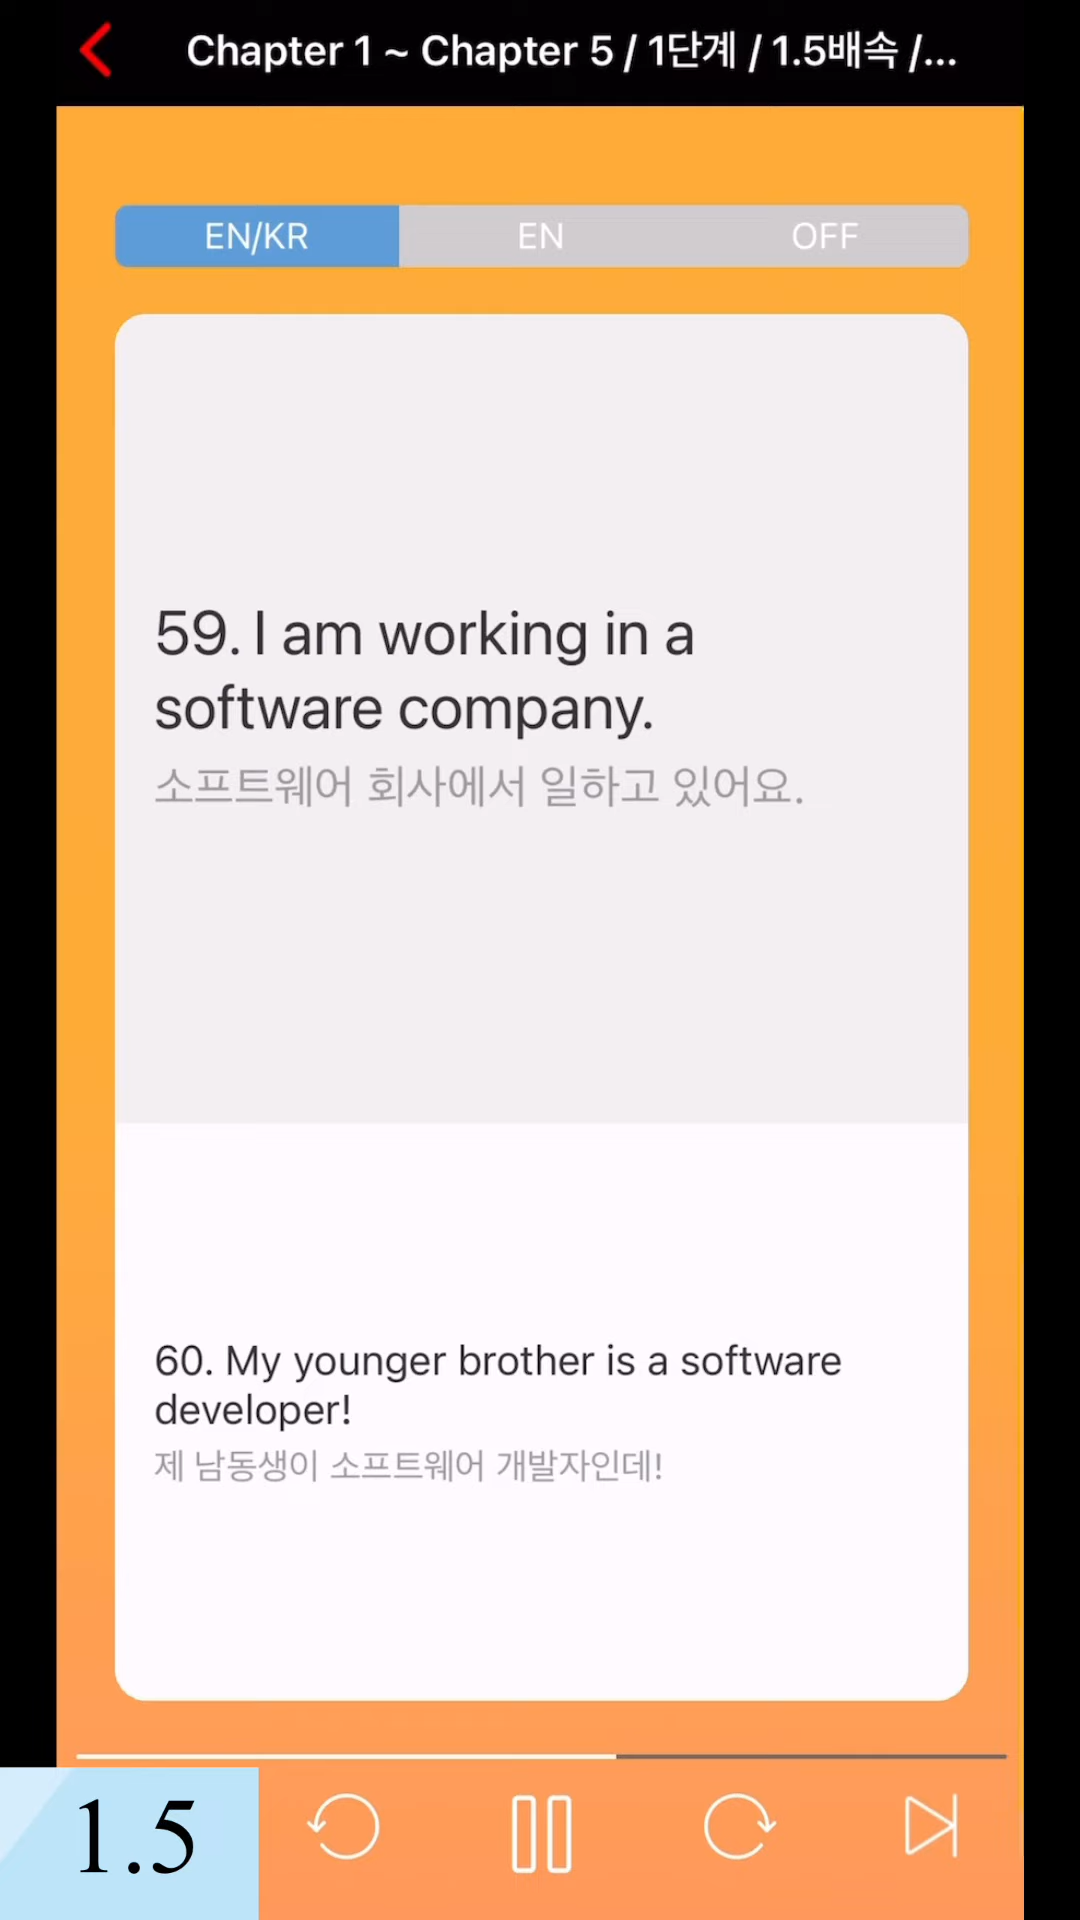 Chapter 1 ~ Chapter 5 / 1단계 / 1.5배속 /...
EN/KR EN OFF
59. I am working in a
software company.
소프트웨어 회사에서 일하고 있어요.
60. My younger brother is a software
developer!
제 남동생이 소프트웨어 개발자인데!
1.5